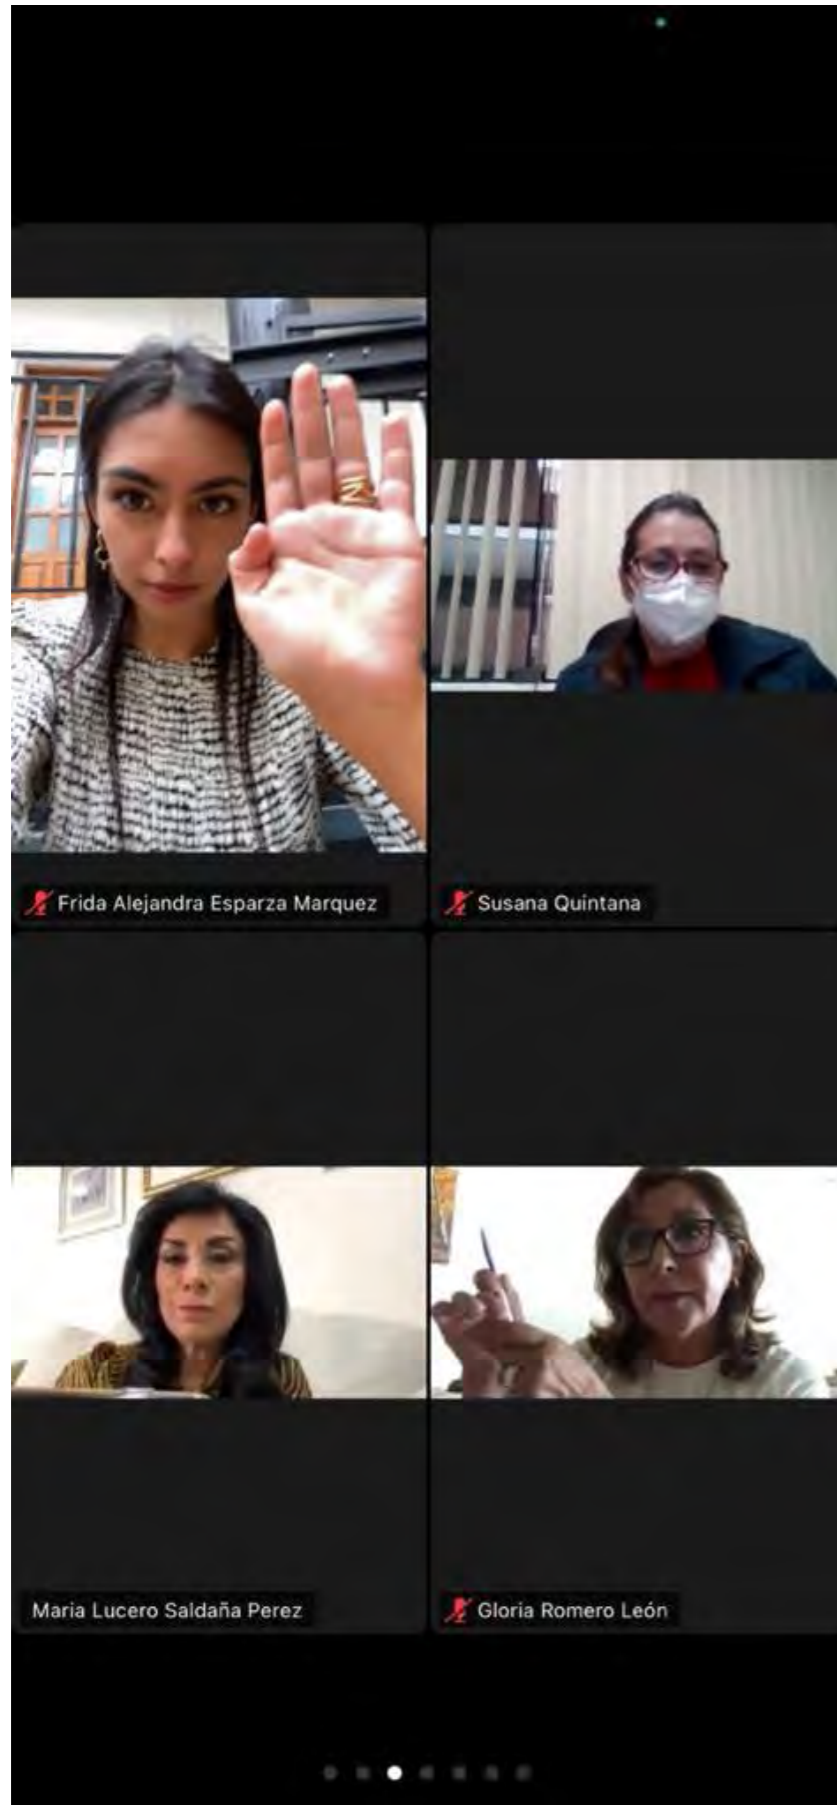 Frida Alejandra Esparza Marquez
Susana Quintana
Maria Lucero Saldaña Perez
Gloria Romero León